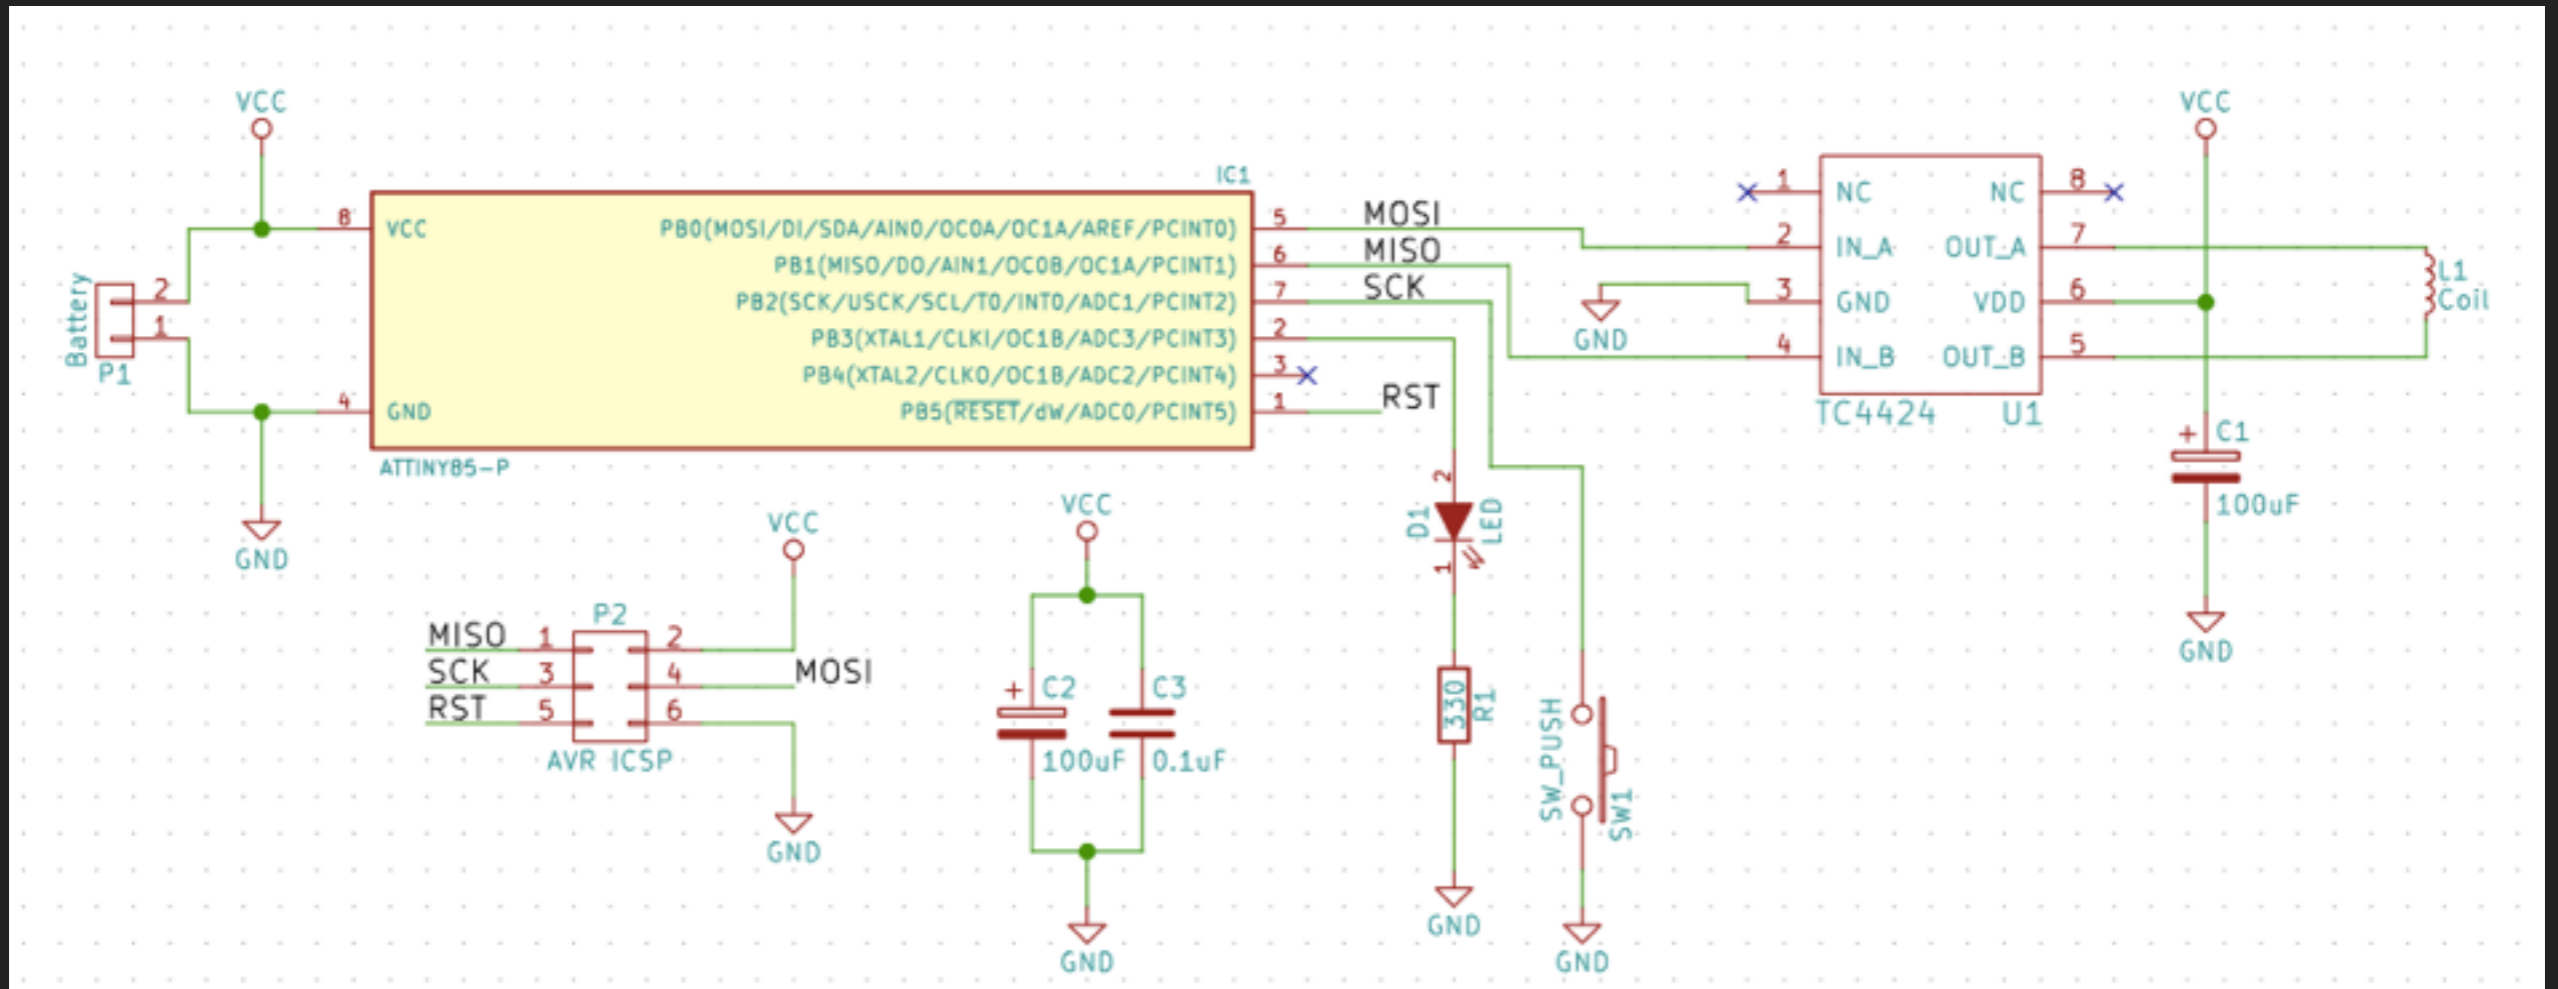 VCC
VCC
IC1
8
VCC
PB0(MOSI/DI/SDA/AIN0/OC0A/OC1A/AREF/PCINT0)
5
MOSI
PB1(MISO/DO/AIN1/OC0B/OC1A/PCINT1)
6
MISO
PB2(SCK/USCK/SCL/T0/INT0/ADC1/PCINT2)
7
SCK
PB3(XTAL1/CLKI/OC1B/ADC3/PCINT3)
2
PB4(XTAL2/CLKO/OC1B/ADC2/PCINT4)
3
4
GND
PB5(RESET/dW/ADC0/PCINT5)
1
RST
ATTINY85-P
Battery
2
1
P1
GND
1
NC
NC
8
2
IN_A
OUT_A
7
3
GND
VDD
6
4
IN_B
OUT_B
5
GND
TC4424
U1
L1
Coil
+
C1
100uF
GND
VCC
P2
MISO
1
2
SCK
3
4
MOSI
RST
5
6
AVR ICSP
GND
VCC
+
C2
C3
100uF
0.1uF
GND
2
D1
LED
1
330
R1
GND
SW_PUSH
SW1
GND